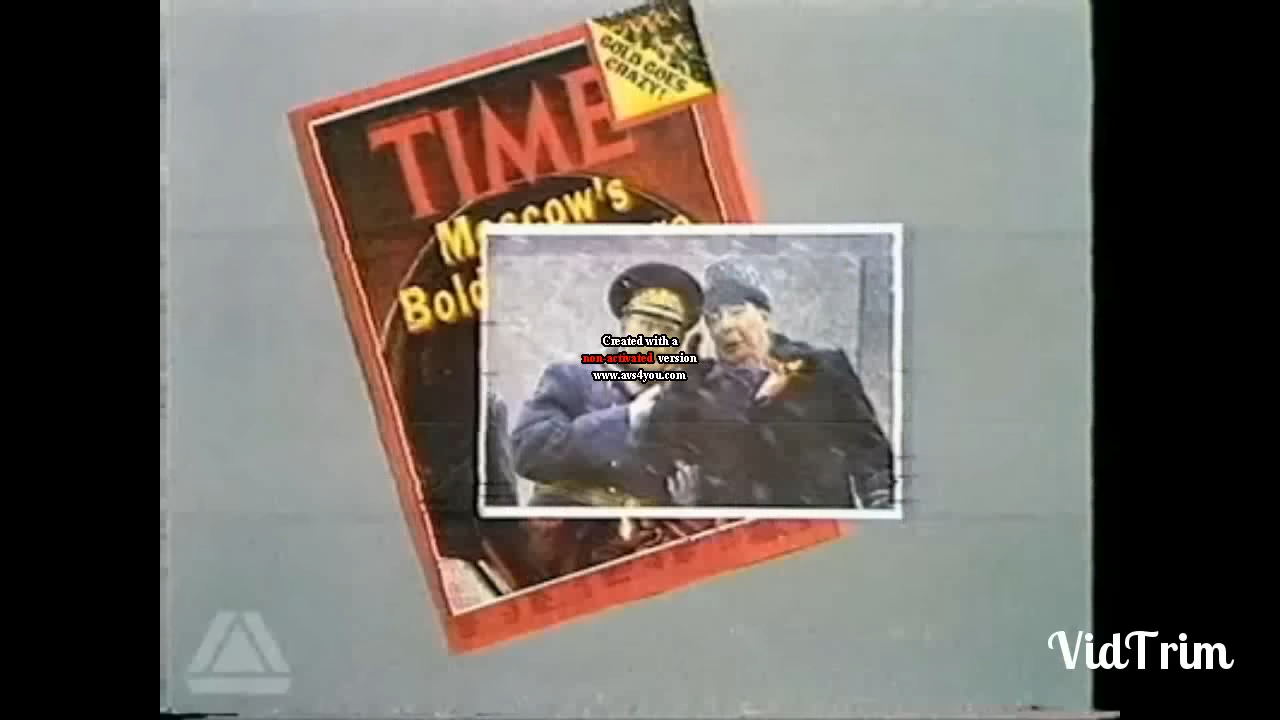 GOLD GOES
CRAZY!
TIME
Moscow's
Bold
Created with a
non-activated version
www.avs4you.com
VidTrim